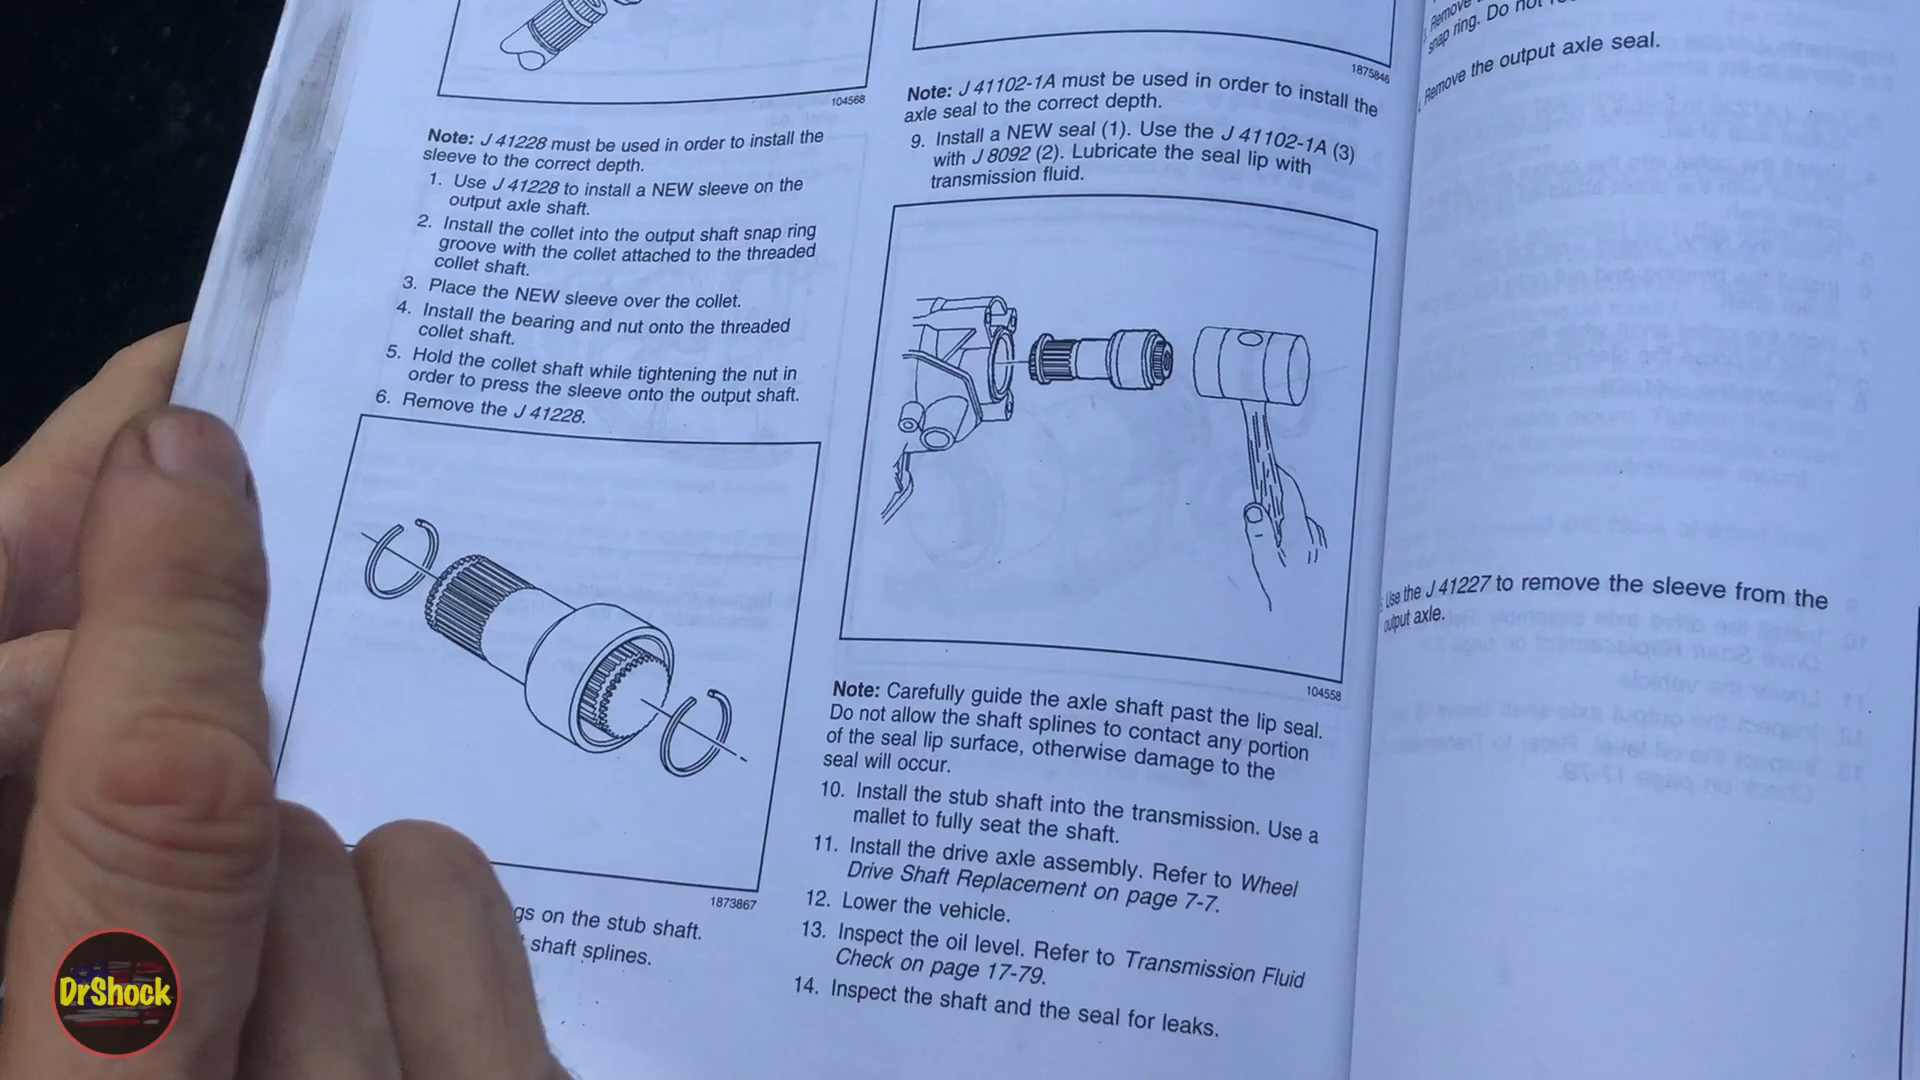 104568
Note: J 41228 must be used in order to install the
sleeve to the correct depth.
1. Use J 41228 to install a NEW sleeve on the
output axle shaft.
2. Install the collet into the output shaft snap ring
groove with the collet attached to the threaded
collet shaft.
3. Place the NEW sleeve over the collet.
4. Install the bearing and nut onto the threaded
collet shaft.
5. Hold the collet shaft while tightening the nut in
order to press the sleeve onto the output shaft.
6. Remove the J 41228.
1873867
gs on the stub shaft.
shaft splines.
1875846
Note: J 41102-1A must be used in order to install the
axle seal to the correct depth.
9. Install a NEW seal (1). Use the J 41102-1A (3)
with J 8092 (2). Lubricate the seal lip with
transmission fluid.
104558
Note: Carefully guide the axle shaft past the lip seal.
Do not allow the shaft splines to contact any portion
of the seal lip surface, otherwise damage to the
seal will occur.
10. Install the stub shaft into the transmission. Use a
mallet to fully seat the shaft.
11. Install the drive axle assembly. Refer to Wheel
Drive Shaft Replacement on page 7-7.
12. Lower the vehicle.
13. Inspect the oil level. Refer to Transmission Fluid
Check on page 17-79.
14. Inspect the shaft and the seal for leaks.
Remove
snap ring. Do not
Remove the output axle seal.
Use the J 41227 to remove the sleeve from the
output axle.
DrShock